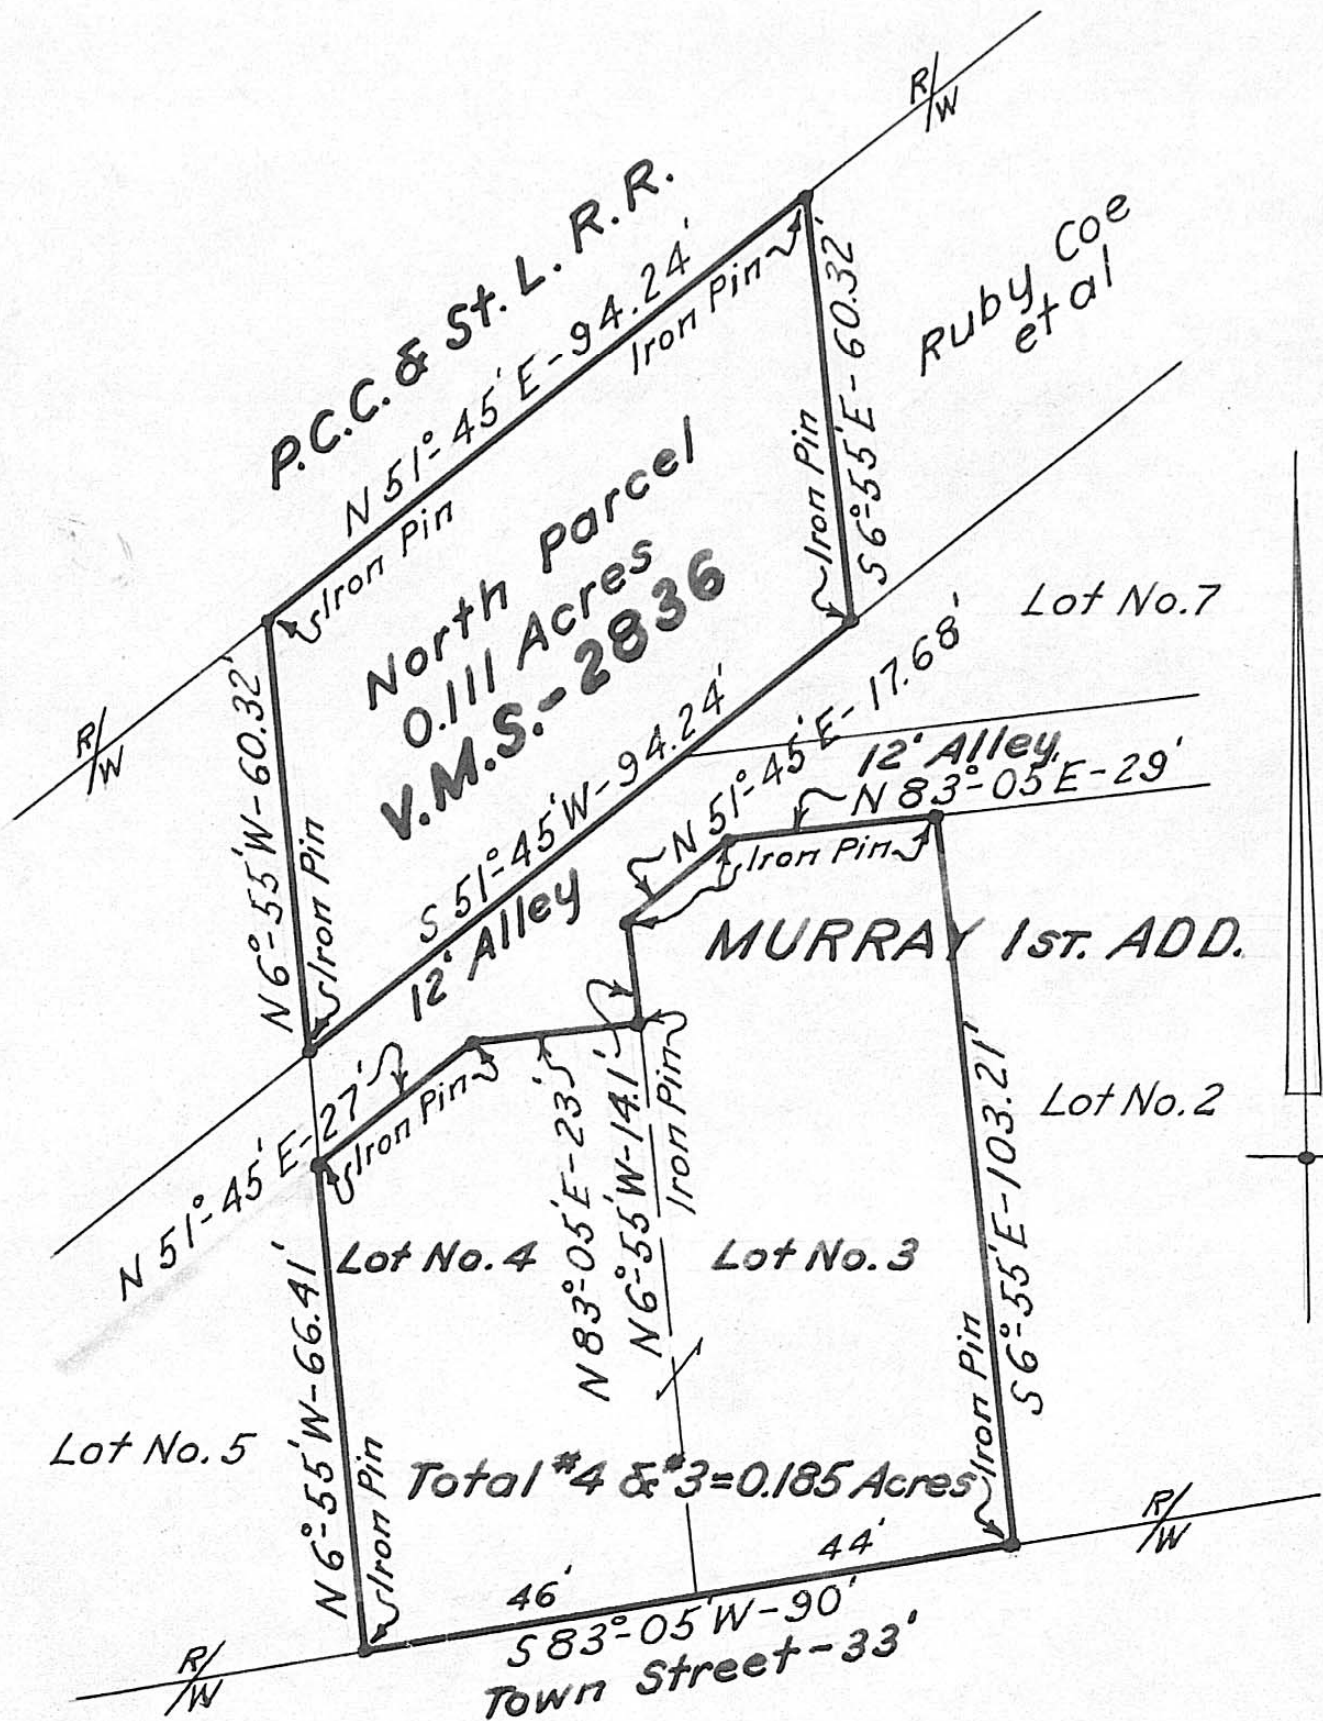 R/W
P.C.C. & St. L. R.R.
N 51°-45' E-94.24'
Iron Pin
Iron Pin
S 6°-55' E-60.32'
Iron Pin
Ruby Coe
et al
North Parcel
0.111 Acres
V.M.S.-2836
R/W
N 6°-55' W-60.32'
Iron Pin
S 51°-45' W-94.24'
12' Alley
Lot No. 7
N 51°-45' E-17.68'
12' Alley
N 83°-05' E-29'
Iron Pin
MURRAY 1ST. ADD.
N 51°-45' E-27'
Iron Pin
N 83°-05' E-23'
N 6°-55' W-14.1'
Iron Pin
S 6°-55' E-103.21'
Lot No. 2
Lot No. 4
Lot No. 3
N 6°-55' W-66.41'
Iron Pin
Iron Pin
Lot No. 5
Total #4 & #3=0.185 Acres
46'
44'
R/W
S 83°-05' W-90'
R/W
Town Street-33'